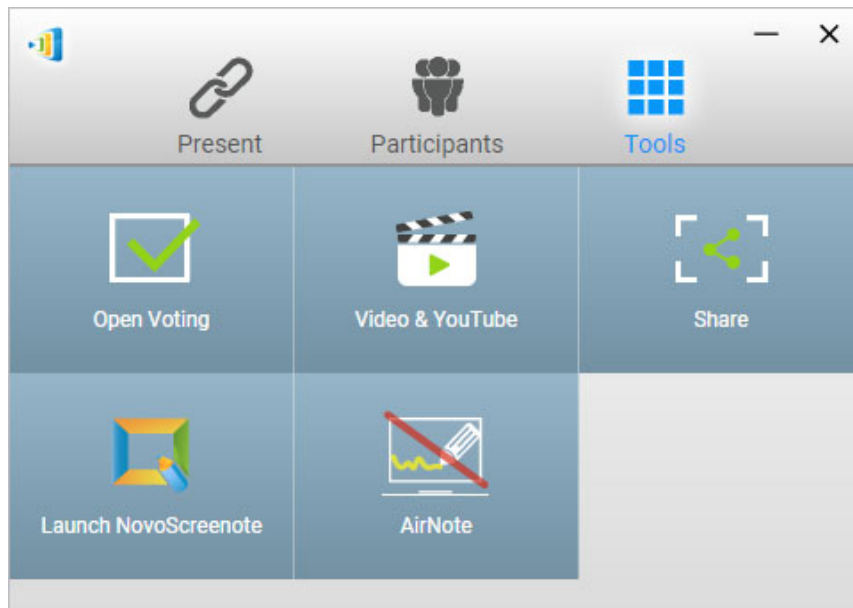 Present
Participants
Tools
Open Voting
Video & YouTube
Share
Launch NovoScreenote
AirNote